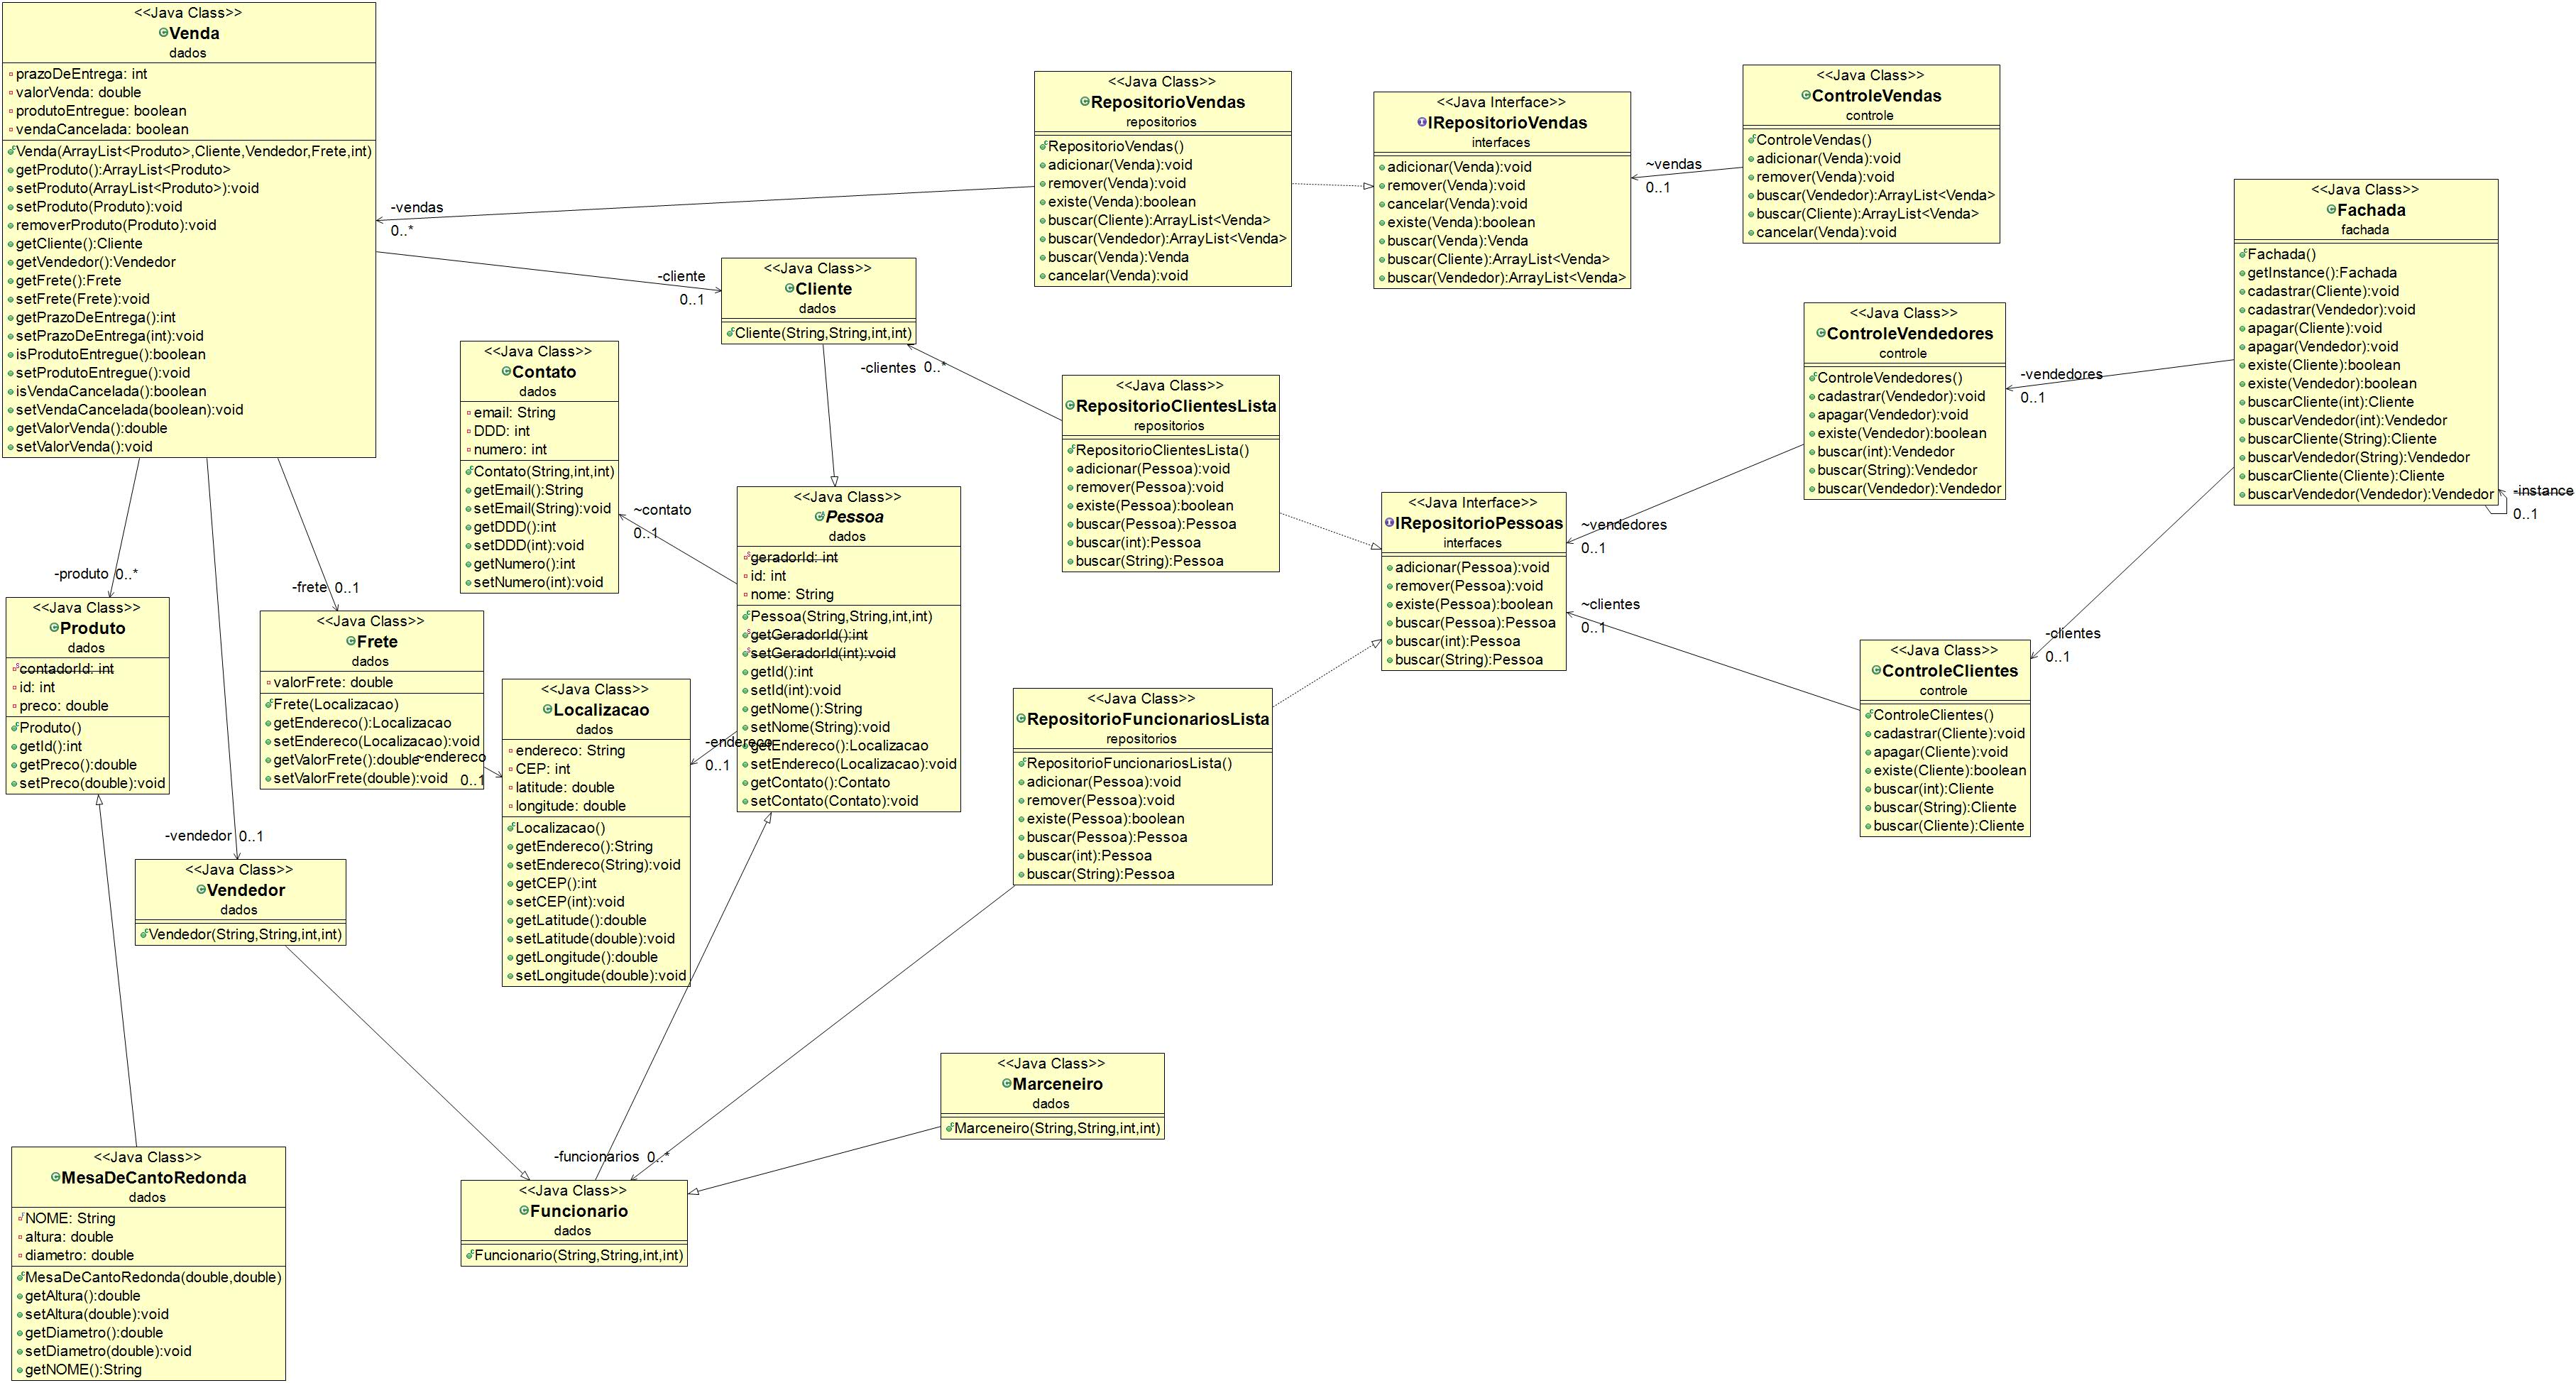 <<Java Class>>
Venda
dados
prazoDeEntrega: int
valorVenda: double
produtoEntregue: boolean
vendaCancelada: boolean
Venda(ArrayList<Produto>,Cliente,Vendedor,Frete,int)
getProduto():ArrayList<Produto>
setProduto(ArrayList<Produto>):void
setProduto(Produto):void
removerProduto(Produto):void
getCliente():Cliente
getVendedor():Vendedor
getFrete():Frete
setFrete(Frete):void
getPrazoDeEntrega():int
setPrazoDeEntrega(int):void
isProdutoEntregue():boolean
setProdutoEntregue():void
isVendaCancelada():boolean
setVendaCancelada(boolean):void
getValorVenda():double
setValorVenda():void
-vendas
0..*
-cliente
0..1
<<Java Class>>
RepositorioVendas
repositorios
RepositorioVendas()
adicionar(Venda):void
remover(Venda):void
existe(Venda):boolean
buscar(Cliente):ArrayList<Venda>
buscar(Vendedor):ArrayList<Venda>
buscar(Venda):Venda
cancelar(Venda):void
<<Java Interface>>
IRepositorioVendas
interfaces
adicionar(Venda):void
remover(Venda):void
cancelar(Venda):void
existe(Venda):boolean
buscar(Venda):Venda
buscar(Cliente):ArrayList<Venda>
buscar(Vendedor):ArrayList<Venda>
~vendas
0..1
<<Java Class>>
ControleVendas
controle
ControleVendas()
adicionar(Venda):void
remover(Venda):void
buscar(Vendedor):ArrayList<Venda>
buscar(Cliente):ArrayList<Venda>
cancelar(Venda):void
<<Java Class>>
Fachada
fachada
Fachada()
getInstance():Fachada
cadastrar(Cliente):void
cadastrar(Vendedor):void
apagar(Cliente):void
apagar(Vendedor):void
existe(Cliente):boolean
existe(Vendedor):boolean
buscarCliente(int):Cliente
buscarVendedor(int):Vendedor
buscarCliente(String):Cliente
buscarVendedor(String):Vendedor
buscarCliente(Cliente):Cliente
buscarVendedor(Vendedor):Vendedor
-instance
0..1
<<Java Class>>
Cliente
dados
Cliente(String,String,int,int)
-clientes 0..*
<<Java Class>>
ControleVendedores
controle
ControleVendedores()
cadastrar(Vendedor):void
apagar(Vendedor):void
existe(Vendedor):boolean
buscar(int):Vendedor
buscar(String):Vendedor
buscar(Vendedor):Vendedor
-vendedores
0..1
<<Java Class>>
Contato
dados
email: String
DDD: int
numero: int
Contato(String,int,int)
getEmail():String
setEmail(String):void
getDDD():int
setDDD(int):void
getNumero():int
setNumero(int):void
~contato
0..1
<<Java Class>>
RepositorioClientesLista
repositorios
RepositorioClientesLista()
adicionar(Pessoa):void
remover(Pessoa):void
existe(Pessoa):boolean
buscar(Pessoa):Pessoa
buscar(int):Pessoa
buscar(String):Pessoa
<<Java Class>>
Pessoa
dados
geradorId: int
id: int
nome: String
Pessoa(String,String,int,int)
getGeradorId():int
setGeradorId(int):void
getId():int
setId(int):void
getNome():String
setNome(String):void
getEndereco():Localizacao
setEndereco(Localizacao):void
getContato():Contato
setContato(Contato):void
<<Java Interface>>
IRepositorioPessoas
interfaces
adicionar(Pessoa):void
remover(Pessoa):void
existe(Pessoa):boolean
buscar(Pessoa):Pessoa
buscar(int):Pessoa
buscar(String):Pessoa
~vendedores
0..1
~clientes
0..1
-clientes
0..1
<<Java Class>>
ControleClientes
controle
ControleClientes()
cadastrar(Cliente):void
apagar(Cliente):void
existe(Cliente):boolean
buscar(int):Cliente
buscar(String):Cliente
buscar(Cliente):Cliente
-produto 0..*
-frete 0..1
<<Java Class>>
Produto
dados
contadorId: int
id: int
preco: double
Produto()
getId():int
getPreco():double
setPreco(double):void
<<Java Class>>
Frete
dados
valorFrete: double
Frete(Localizacao)
getEndereco():Localizacao
setEndereco(Localizacao):void
getValorFrete():double
setValorFrete(double):void
~endereco
0..1
<<Java Class>>
Localizacao
dados
endereco: String
CEP: int
latitude: double
longitude: double
Localizacao()
getEndereco():String
setEndereco(String):void
getCEP():int
setCEP(int):void
getLatitude():double
setLatitude(double):void
getLongitude():double
setLongitude(double):void
-endereco
0..1
<<Java Class>>
RepositorioFuncionariosLista
repositorios
RepositorioFuncionariosLista()
adicionar(Pessoa):void
remover(Pessoa):void
existe(Pessoa):boolean
buscar(Pessoa):Pessoa
buscar(int):Pessoa
buscar(String):Pessoa
-vendedor 0..1
<<Java Class>>
Vendedor
dados
Vendedor(String,String,int,int)
<<Java Class>>
Marceneiro
dados
Marceneiro(String,String,int,int)
-funcionarios 0..*
<<Java Class>>
MesaDeCantoRedonda
dados
NOME: String
altura: double
diametro: double
MesaDeCantoRedonda(double,double)
getAltura():double
setAltura(double):void
getDiametro():double
setDiametro(double):void
getNOME():String
<<Java Class>>
Funcionario
dados
Funcionario(String,String,int,int)